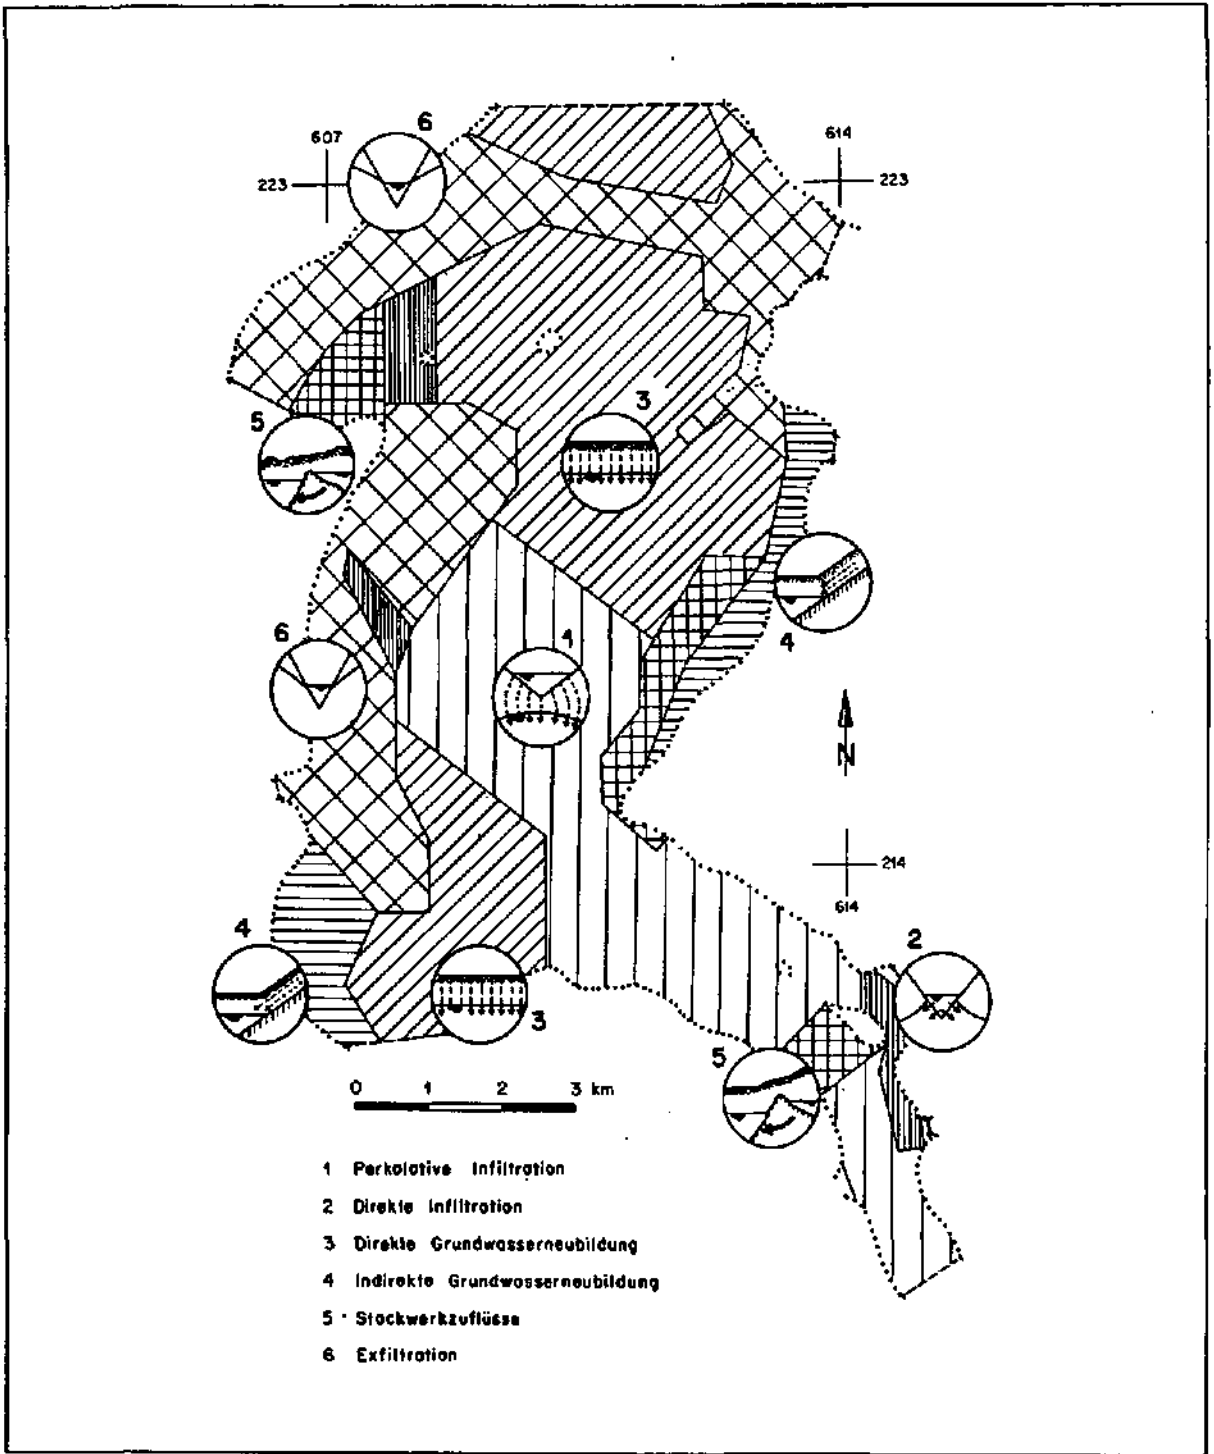 6
607
614
223
223
3
5
4
6
1
N
214
614
4
2
3
5
0 1 2 3 km
1 Perkolative Infiltration
2 Direkte Infiltration
3 Direkte Grundwasserneubildung
4 Indirekte Grundwasserneubildung
5 Stockwerkzuflüsse
6 Exfiltration